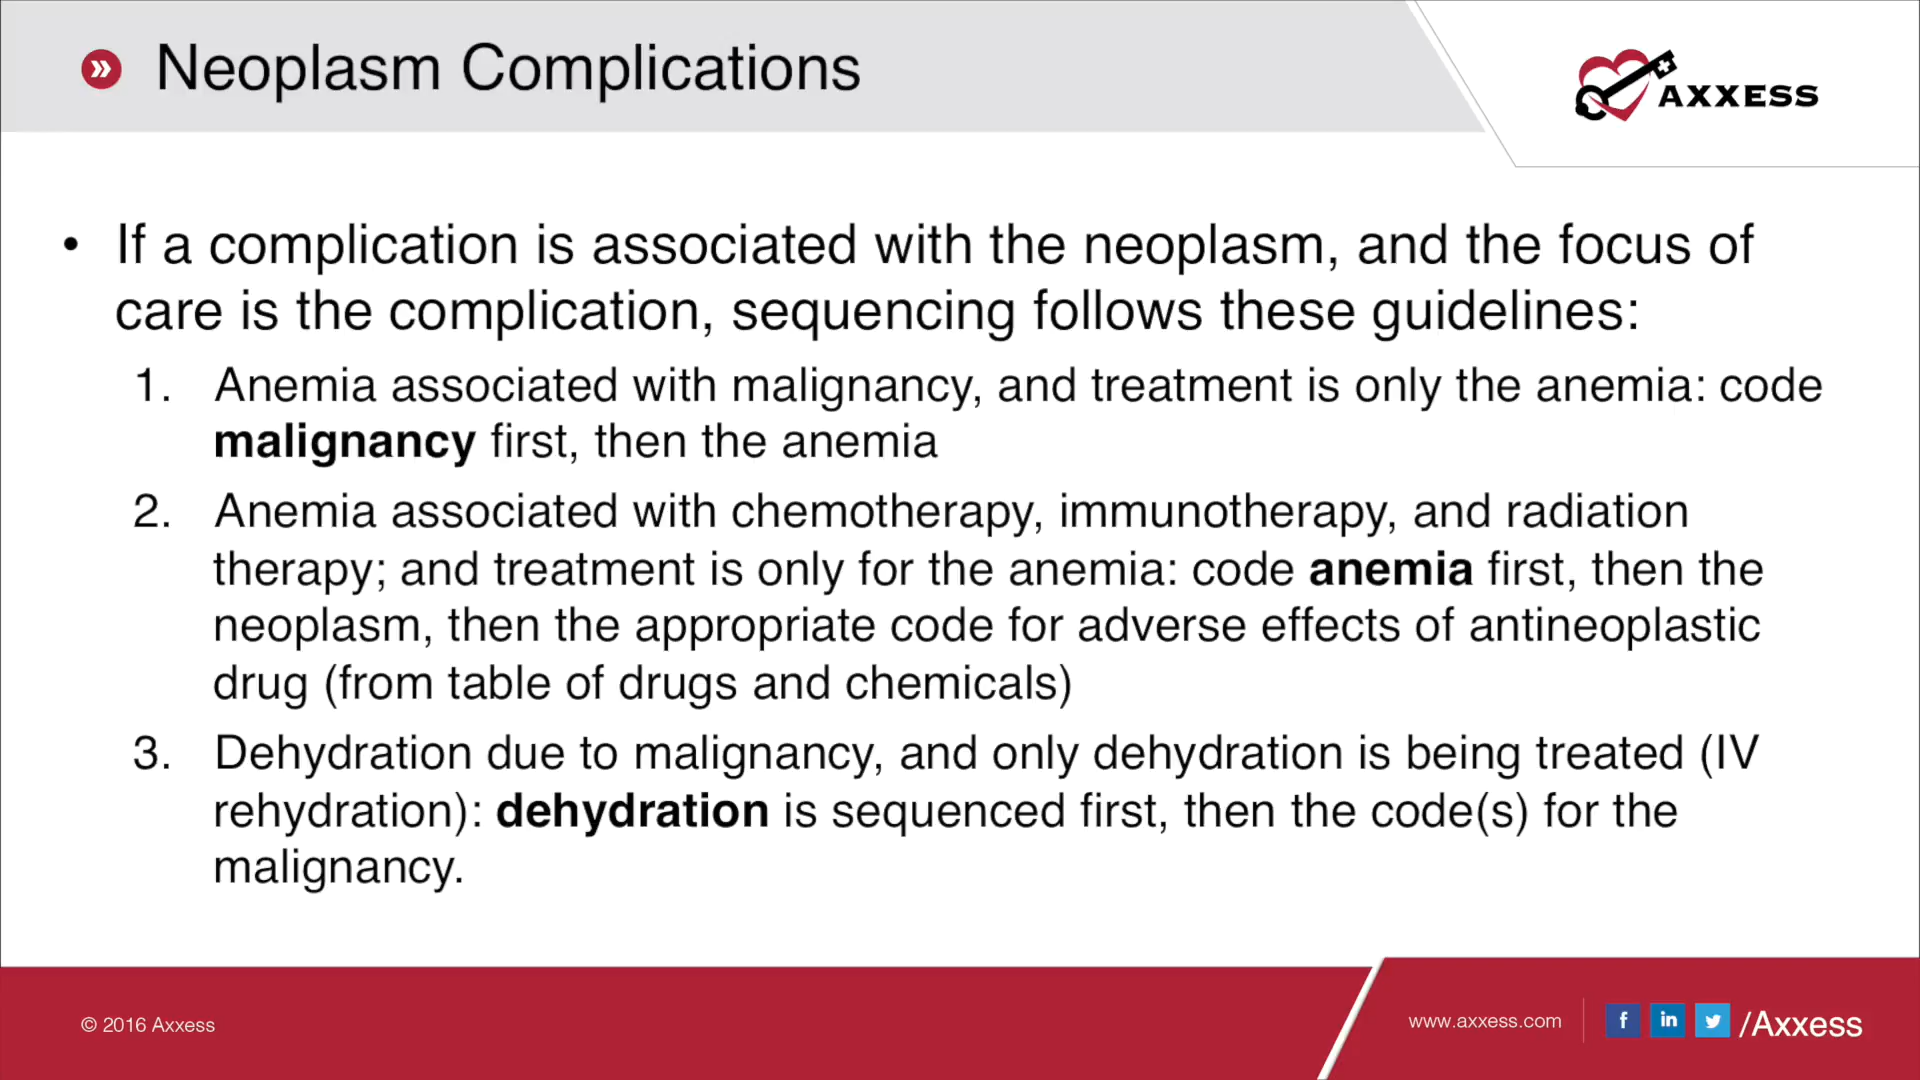 Neoplasm Complications
AXXESS
• If a complication is associated with the neoplasm, and the focus of
care is the complication, sequencing follows these guidelines:
1. Anemia associated with malignancy, and treatment is only the anemia: code
malignancy first, then the anemia
2. Anemia associated with chemotherapy, immunotherapy, and radiation
therapy; and treatment is only for the anemia: code anemia first, then the
neoplasm, then the appropriate code for adverse effects of antineoplastic
drug (from table of drugs and chemicals)
3. Dehydration due to malignancy, and only dehydration is being treated (IV
rehydration): dehydration is sequenced first, then the code(s) for the
malignancy.
© 2016 Axxess
www.axxess.com
f in /Axxess